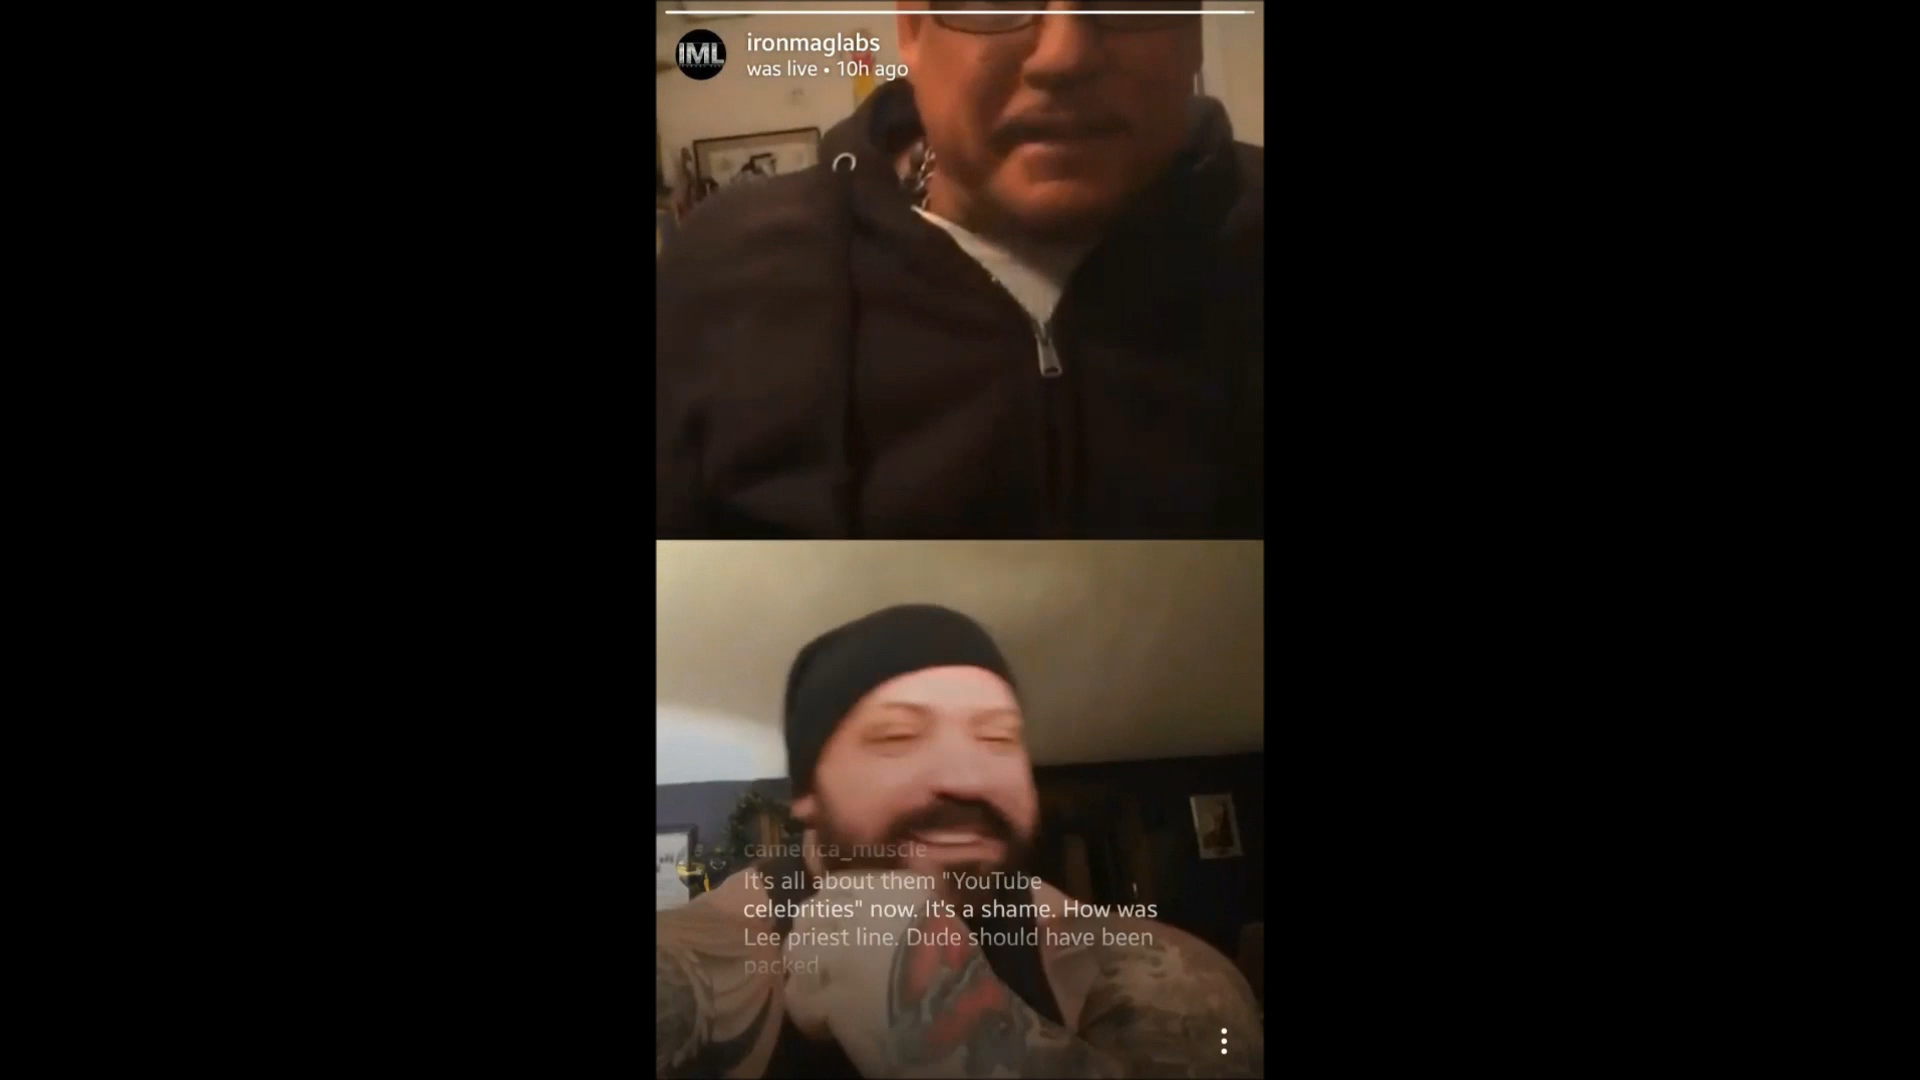 IML
ironmaglabs
was live • 10h ago
camerica_muscle
It's all about them "YouTube
celebrities" now. It's a shame. How was
Lee priest line. Dude should have been
packed